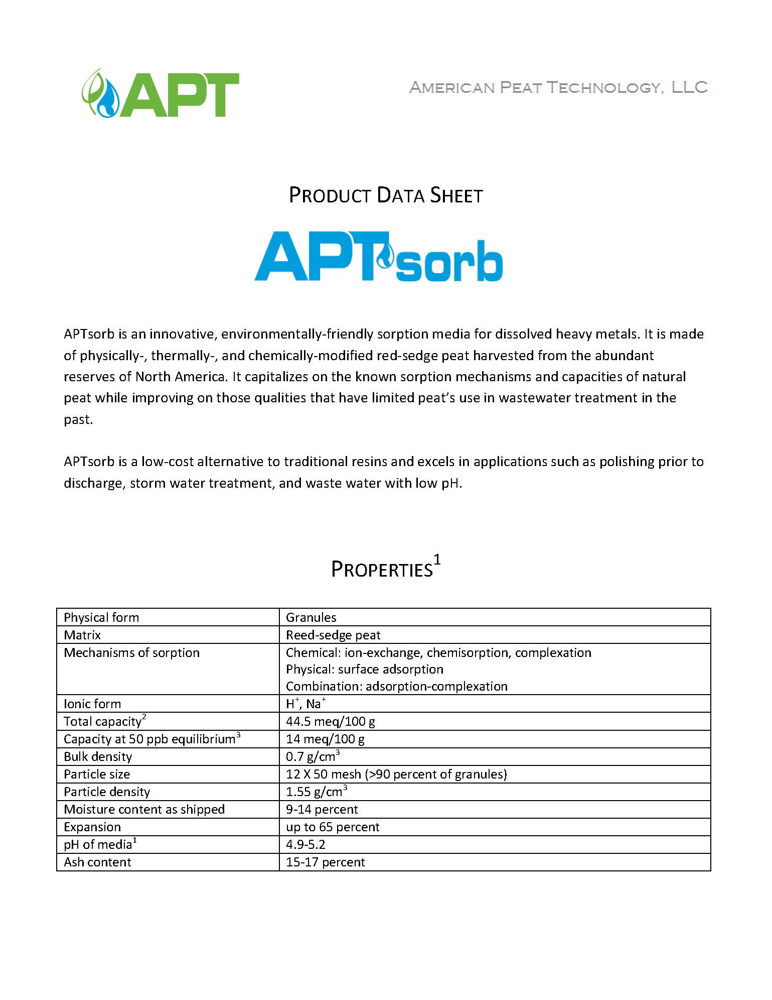 APT
AMERICAN PEAT TECHNOLOGY, LLC
PRODUCT DATA SHEET
APTsorb
APTsorb is an innovative, environmentally-friendly sorption media for dissolved heavy metals. It is made
of physically-, thermally-, and chemically-modified red-sedge peat harvested from the abundant
reserves of North America. It capitalizes on the known sorption mechanisms and capacities of natural
peat while improving on those qualities that have limited peat’s use in wastewater treatment in the
past.
APTsorb is a low-cost alternative to traditional resins and excels in applications such as polishing prior to
discharge, storm water treatment, and waste water with low pH.
PROPERTIES¹
Physical form Granules
Matrix Reed-sedge peat
Mechanisms of sorption Chemical: ion-exchange, chemisorption, complexation
Physical: surface adsorption
Combination: adsorption-complexation
Ionic form H⁺, Na⁺
Total capacity² 44.5 meq/100 g
Capacity at 50 ppb equilibrium³ 14 meq/100 g
Bulk density 0.7 g/cm³
Particle size 12 X 50 mesh (>90 percent of granules)
Particle density 1.55 g/cm³
Moisture content as shipped 9-14 percent
Expansion up to 65 percent
pH of media¹ 4.9-5.2
Ash content 15-17 percent